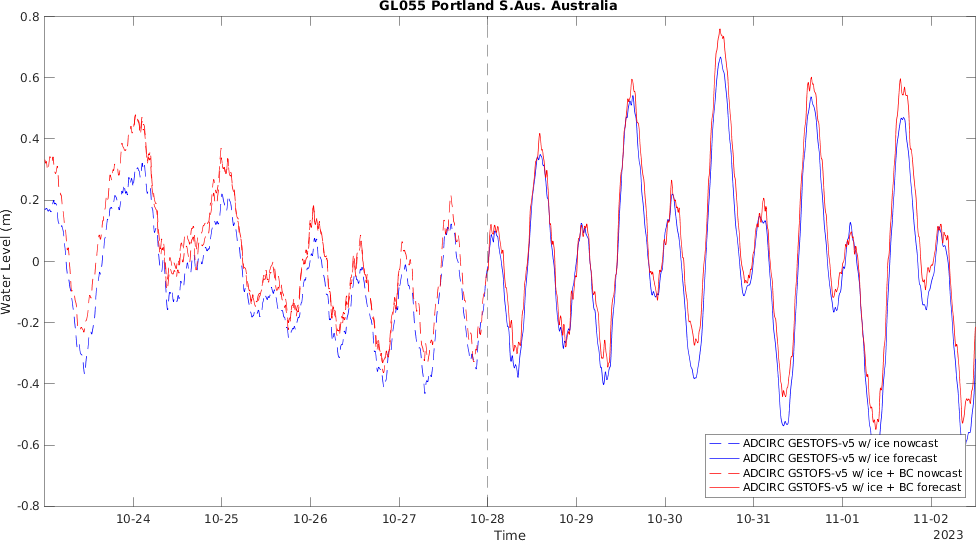 GL055 Portland S.Aus. Australia
0.8
0.6
0.4
0.2
0
-0.2
-0.4
-0.6
-0.8
Water Level (m)
10-24 10-25 10-26 10-27 10-28 10-29 10-30 10-31 11-01 11-02
Time
2023
ADCIRC GESTOFS-v5 w/ ice nowcast
ADCIRC GESTOFS-v5 w/ ice forecast
ADCIRC GSTOFS-v5 w/ ice + BC nowcast
ADCIRC GSTOFS-v5 w/ ice + BC forecast